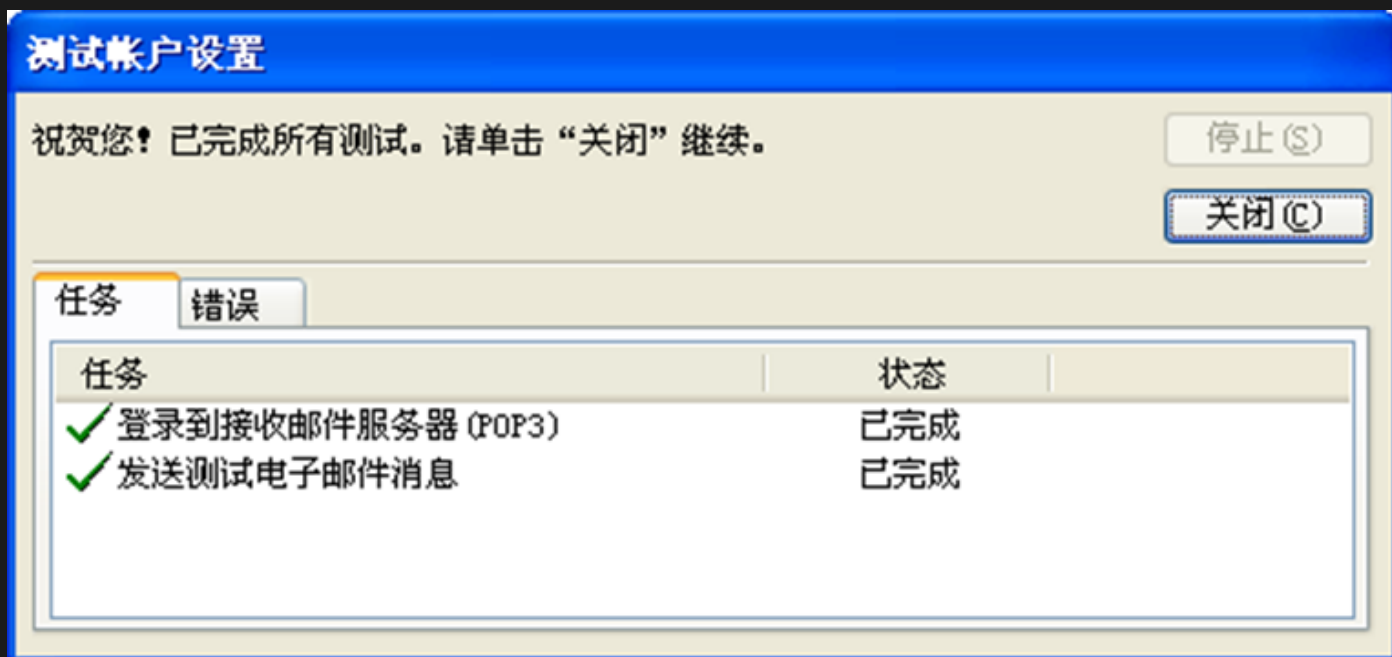 测试帐户设置
祝贺您！已完成所有测试。请单击“关闭”继续。
停止(S)
关闭(C)
任务 错误
任务 状态
登录到接收邮件服务器(POP3) 已完成
发送测试电子邮件消息 已完成